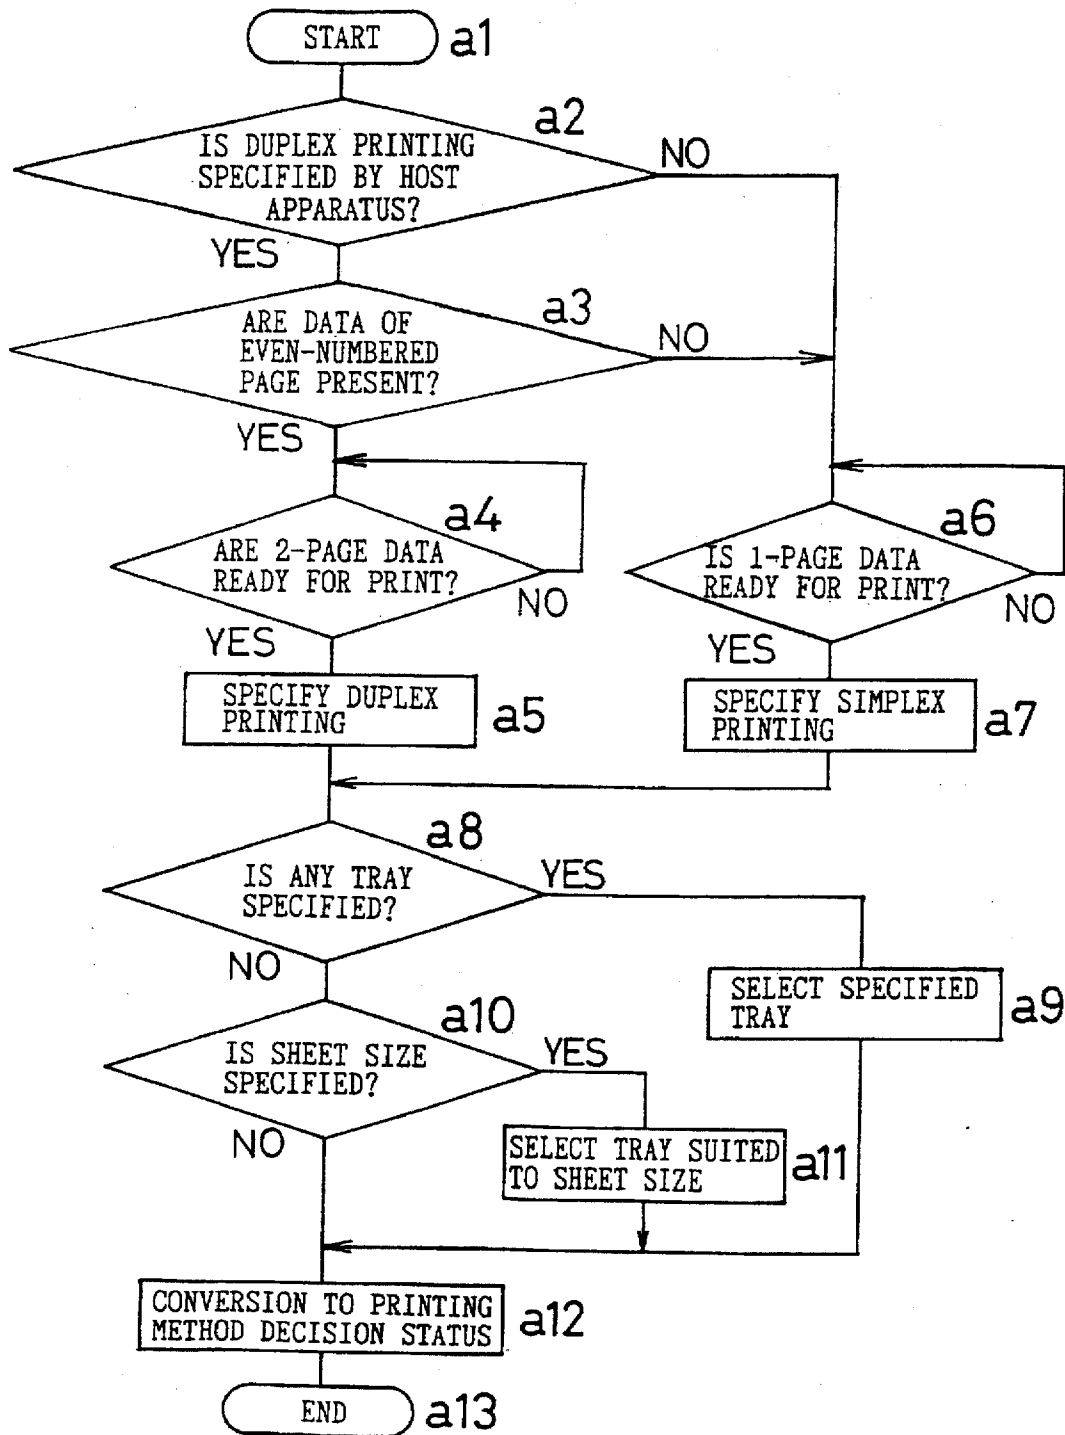 START a1
a2
IS DUPLEX PRINTING
SPECIFIED BY HOST
APPARATUS?
NO
YES
a3
ARE DATA OF
EVEN-NUMBERED
PAGE PRESENT?
NO
YES
a4
ARE 2-PAGE DATA
READY FOR PRINT?
NO
YES
a6
IS 1-PAGE DATA
READY FOR PRINT?
NO
YES
SPECIFY DUPLEX
PRINTING
a5
SPECIFY SIMPLEX
PRINTING
a7
a8
IS ANY TRAY
SPECIFIED?
YES
NO
SELECT SPECIFIED
TRAY
a9
a10
IS SHEET SIZE
SPECIFIED?
YES
NO
SELECT TRAY SUITED
TO SHEET SIZE
a11
CONVERSION TO PRINTING
METHOD DECISION STATUS
a12
END a13